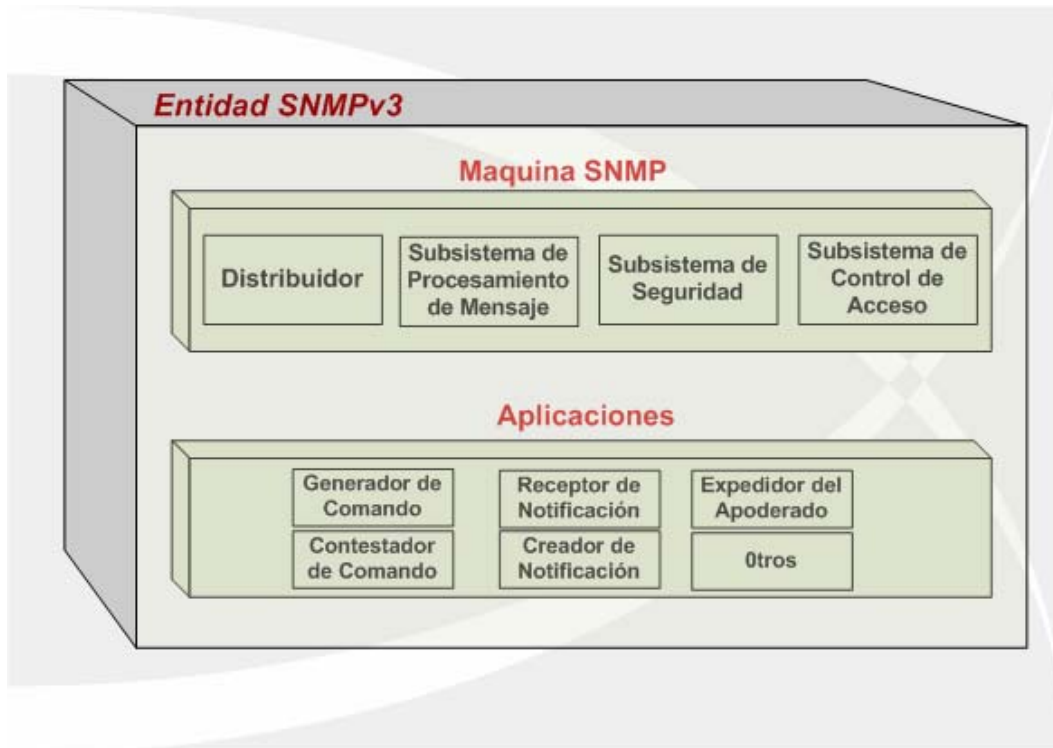 Entidad SNMPv3
Maquina SNMP
Distribuidor
Subsistema de
Procesamiento
de Mensaje
Subsistema de
Seguridad
Subsistema de
Control de
Acceso
Aplicaciones
Generador de
Comando
Receptor de
Notificación
Expedidor del
Apoderado
Contestador
de Comando
Creador de
Notificación
0tros